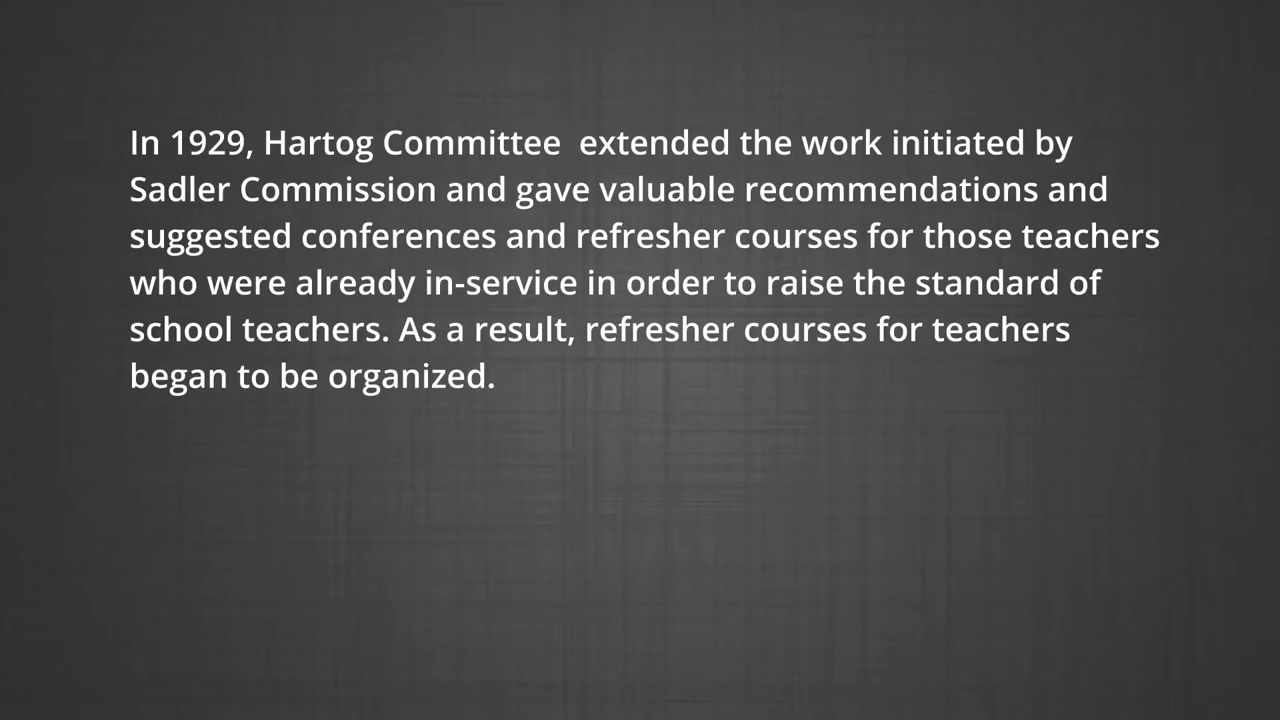 In 1929, Hartog Committee  extended the work initiated by
Sadler Commission and gave valuable recommendations and
suggested conferences and refresher courses for those teachers
who were already in-service in order to raise the standard of
school teachers. As a result, refresher courses for teachers
began to be organized.